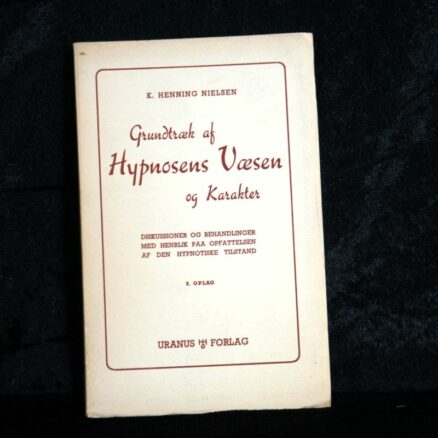 K. HENNING NIELSEN
Grundtræk af
Hypnosens Væsen
og Karakter
DISKUSSIONER OG BEHANDLINGER
MED HENBLIK PAA OPFATTELSEN
AF DEN HYPNOTISKE TILSTAND
2. OPLAG
URANUS FORLAG